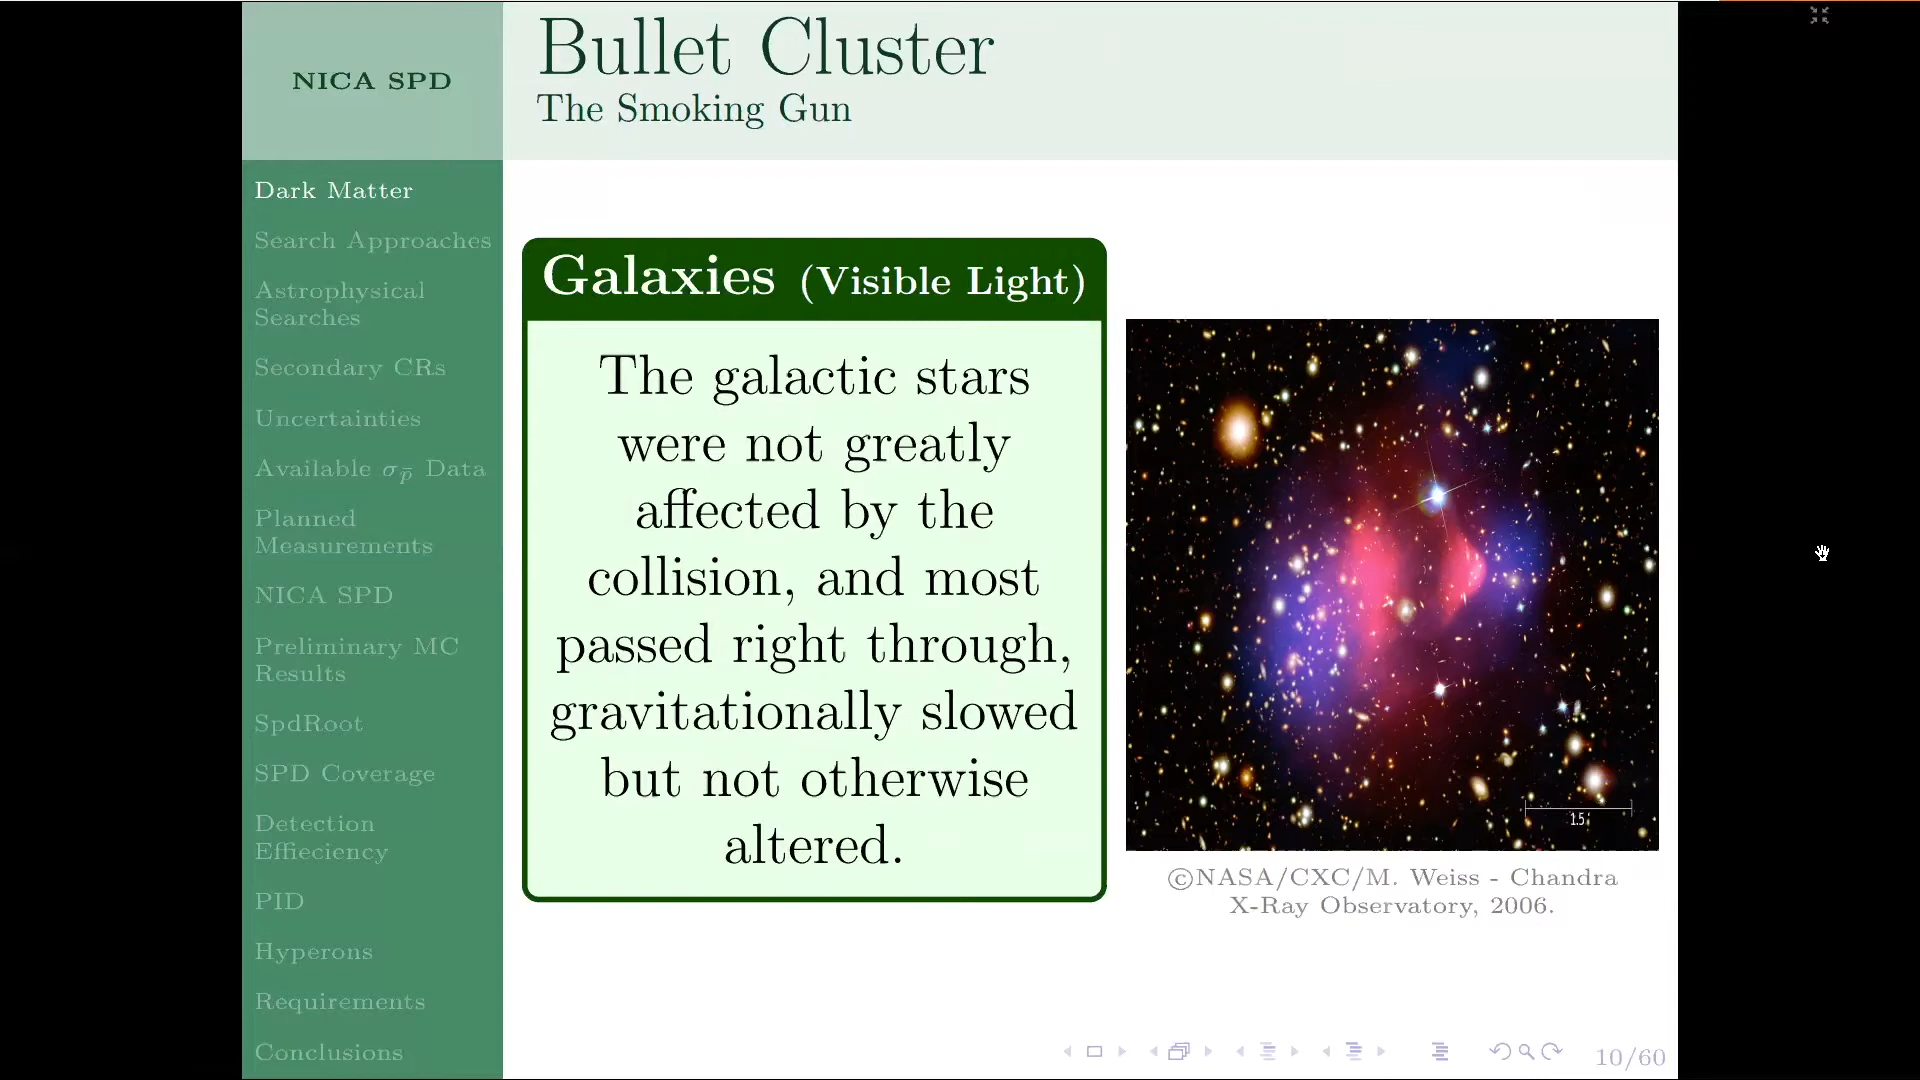 NICA SPD
Bullet Cluster
The Smoking Gun
Dark Matter
Search Approaches
Astrophysical
Searches
Secondary CRs
Uncertainties
Available σp̄ Data
Planned
Measurements
NICA SPD
Preliminary MC
Results
SpdRoot
SPD Coverage
Detection
Effieciency
PID
Hyperons
Requirements
Conclusions
Galaxies (Visible Light)
The galactic stars
were not greatly
affected by the
collision, and most
passed right through,
gravitationally slowed
but not otherwise
altered.
1.5'
©NASA/CXC/M. Weiss - Chandra
X-Ray Observatory, 2006.
10/60